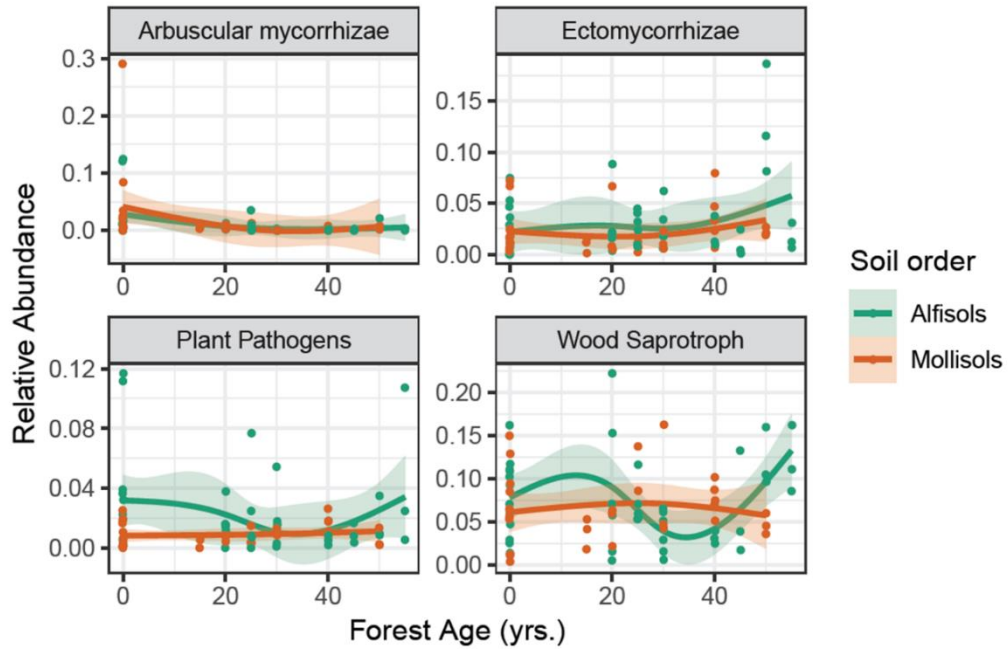 Arbuscular mycorrhizae
Ectomycorrhizae
0.3
0.2
0.1
0.0
0.15
0.10
0.05
0.00
0 20 40
0 20 40
Plant Pathogens
Wood Saprotroph
0.12
0.08
0.04
0.00
0.20
0.15
0.10
0.05
0.00
0 20 40
0 20 40
Relative Abundance
Forest Age (yrs.)
Soil order
Alfisols
Mollisols